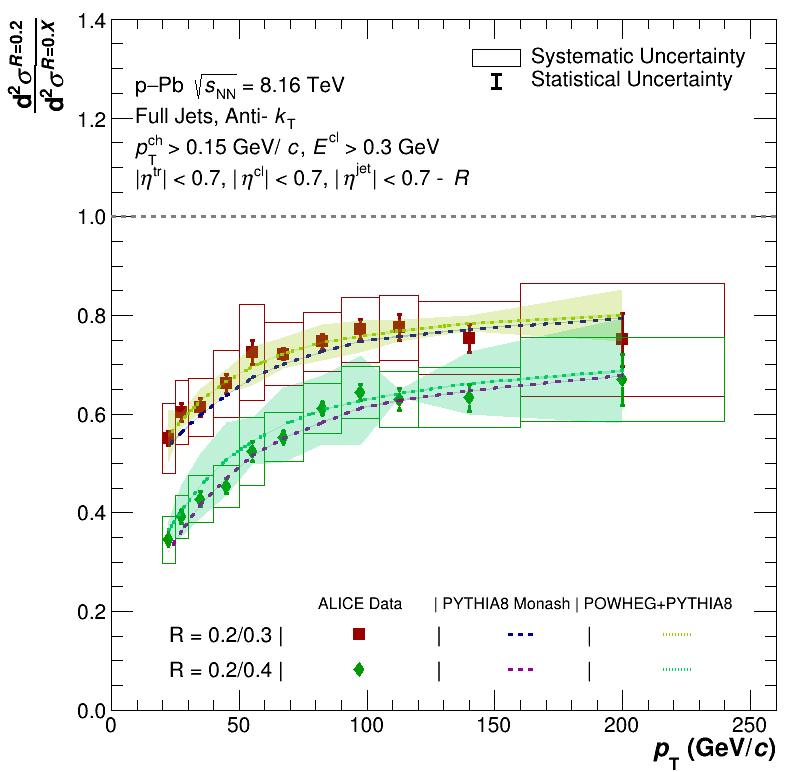 d²σ^R=0.2
d²σ^R=0.X
1.4
1.2
1.0
0.8
0.6
0.4
0.2
0.0
Systematic Uncertainty
Statistical Uncertainty
p–Pb √s_NN = 8.16 TeV
Full Jets, Anti- k_T
p_T^ch > 0.15 GeV/ c, E^cl > 0.3 GeV
|η^tr| < 0.7, |η^cl| < 0.7, |η^jet| < 0.7 - R
ALICE Data | PYTHIA8 Monash | POWHEG+PYTHIA8
R = 0.2/0.3 | | |
R = 0.2/0.4 | | |
0 50 100 150 200 250
p_T (GeV/c)